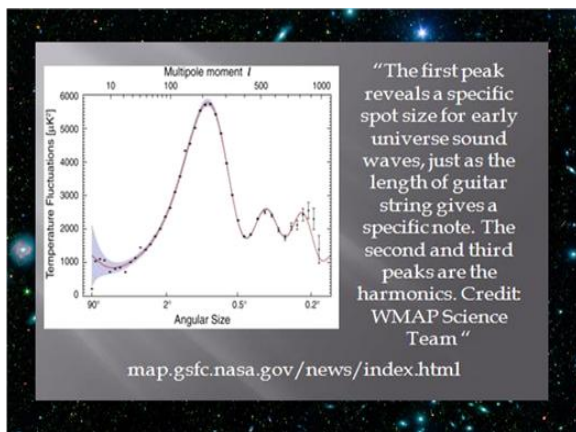 Multipole moment l
10
100
500
1000
Temperature Fluctuations [µK²]
6000
5000
4000
3000
2000
1000
0
90°
2°
0.5°
0.2°
Angular Size
“The first peak
reveals a specific
spot size for early
universe sound
waves, just as the
length of guitar
string gives a
specific note. The
second and third
peaks are the
harmonics. Credit:
WMAP Science
Team “
map.gsfc.nasa.gov/news/index.html